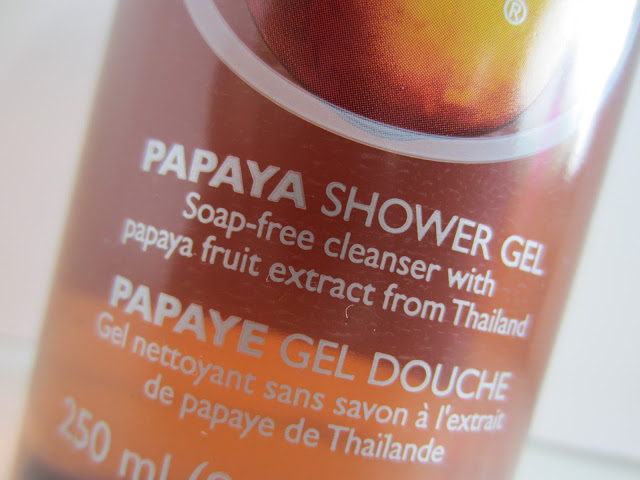 ®
PAPAYA SHOWER GEL
Soap-free cleanser with
papaya fruit extract from Thailand
PAPAYE GEL DOUCHE
Gel nettoyant sans savon à l'extrait
de papaye de Thaïlande
250 ml